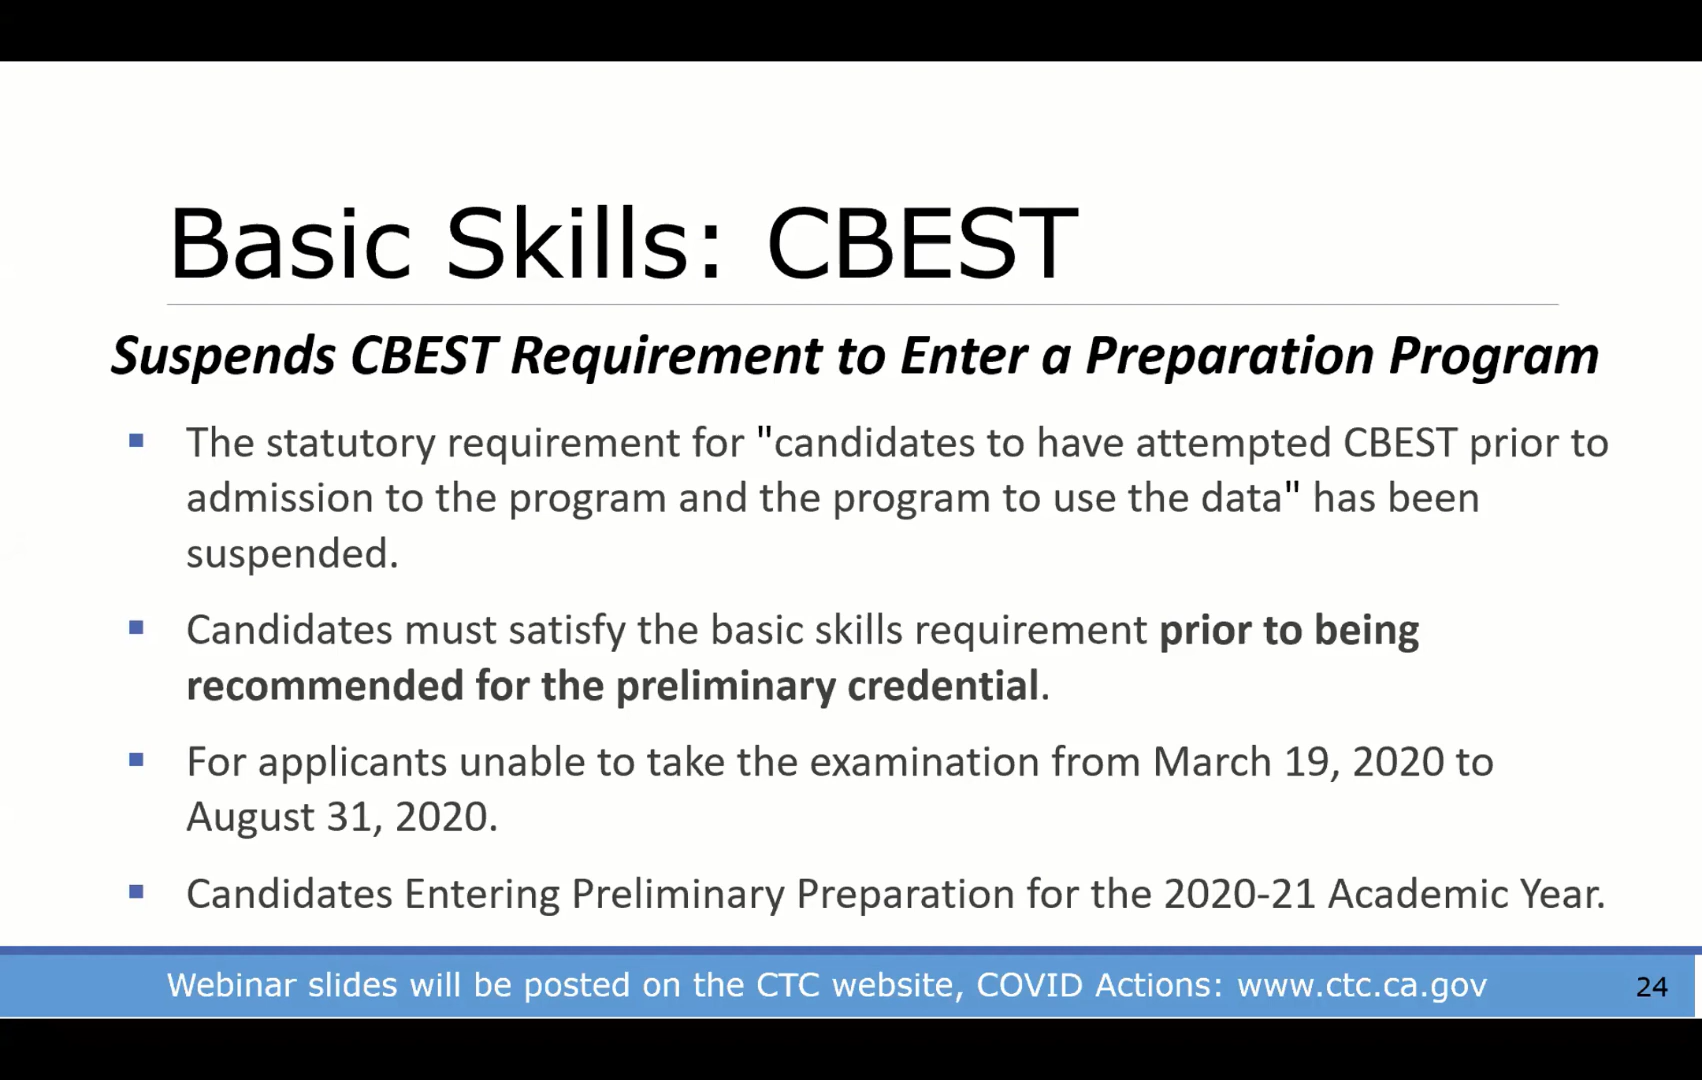 Basic Skills: CBEST
Suspends CBEST Requirement to Enter a Preparation Program
▪ The statutory requirement for "candidates to have attempted CBEST prior to
admission to the program and the program to use the data" has been
suspended.
▪ Candidates must satisfy the basic skills requirement prior to being
recommended for the preliminary credential.
▪ For applicants unable to take the examination from March 19, 2020 to
August 31, 2020.
▪ Candidates Entering Preliminary Preparation for the 2020-21 Academic Year.
Webinar slides will be posted on the CTC website, COVID Actions: www.ctc.ca.gov
24